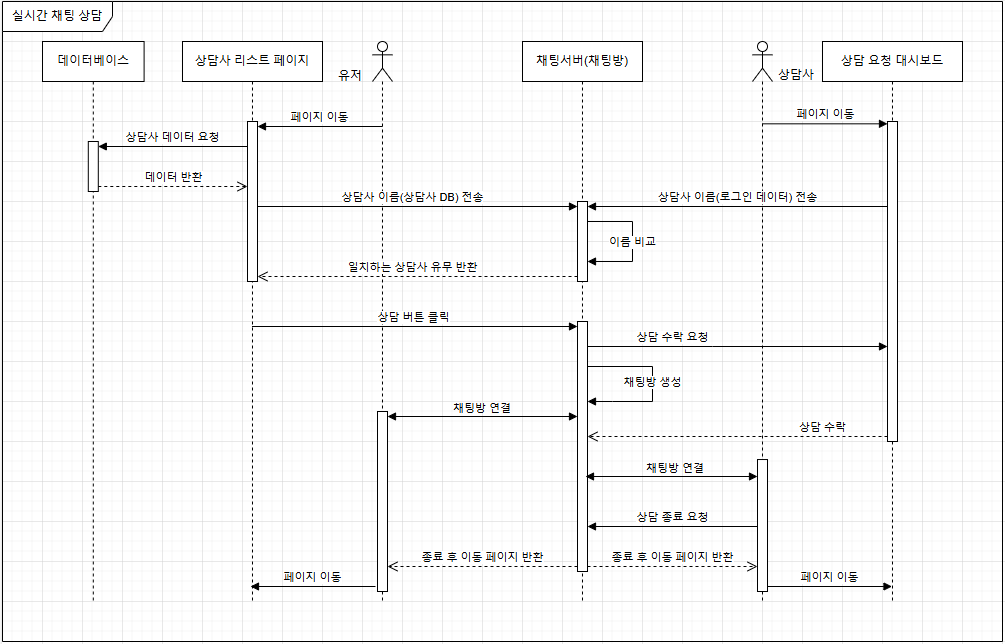 실시간 채팅 상담
데이터베이스
상담사 리스트 페이지
유저
채팅서버(채팅방)
상담사
상담 요청 대시보드
페이지 이동
페이지 이동
상담사 데이터 요청
데이터 반환
상담사 이름(상담사 DB) 전송
상담사 이름(로그인 데이터) 전송
이름 비교
일치하는 상담사 유무 반환
상담 버튼 클릭
상담 수락 요청
채팅방 생성
채팅방 연결
상담 수락
채팅방 연결
상담 종료 요청
종료 후 이동 페이지 반환
종료 후 이동 페이지 반환
페이지 이동
페이지 이동